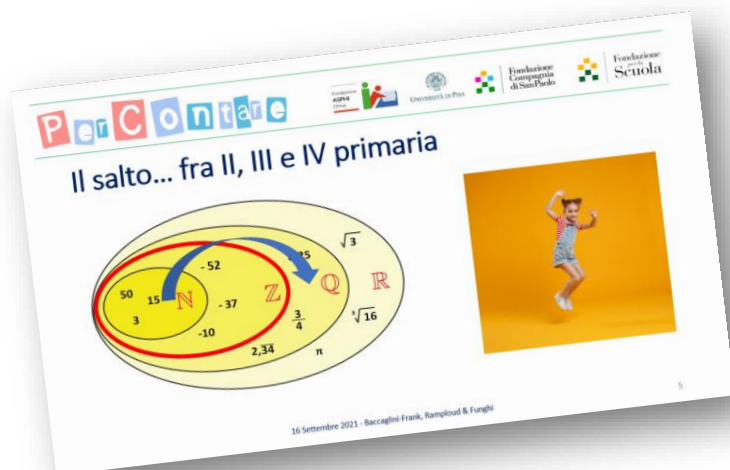 PerContare
Fondazione
ASPHI
Onlus
UNIVERSITÀ DI PISA
Fondazione
Compagnia
di San Paolo
Fondazione
per la
Scuola
Il salto... fra II, III e IV primaria
√3
- 52
50
15
ℕ
ℤ
ℚ
ℝ
3
- 37
-10
3
4
2,34
π
16
16 Settembre 2021 - Baccaglini-Frank, Ramploud & Funghi
5